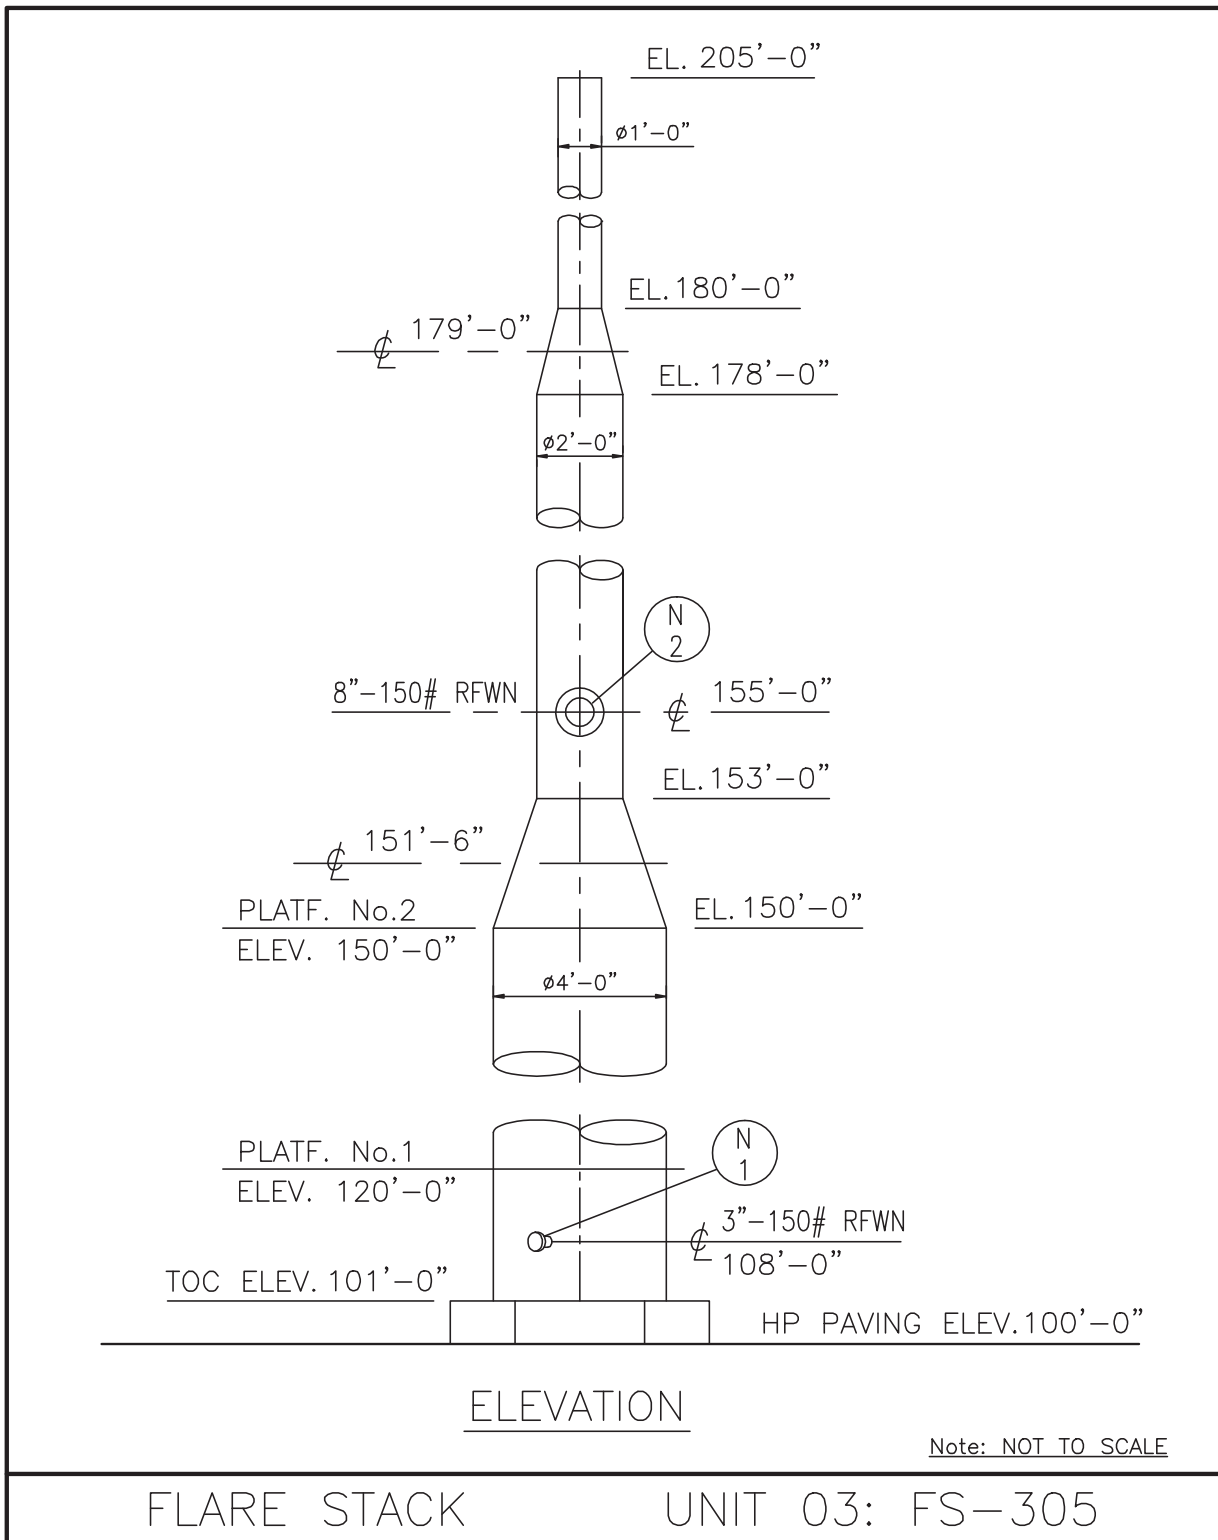 EL. 205'-0"
ø1'-0"
EL. 180'-0"
℄ 179'-0"
EL. 178'-0"
ø2'-0"
N
2
8"-150# RFWN
℄ 155'-0"
EL. 153'-0"
℄ 151'-6"
PLATF. No.2
ELEV. 150'-0"
EL. 150'-0"
ø4'-0"
PLATF. No.1
ELEV. 120'-0"
N
1
℄ 3"-150# RFWN
108'-0"
TOC ELEV. 101'-0"
HP PAVING ELEV. 100'-0"
ELEVATION
Note: NOT TO SCALE
FLARE STACK UNIT 03: FS-305